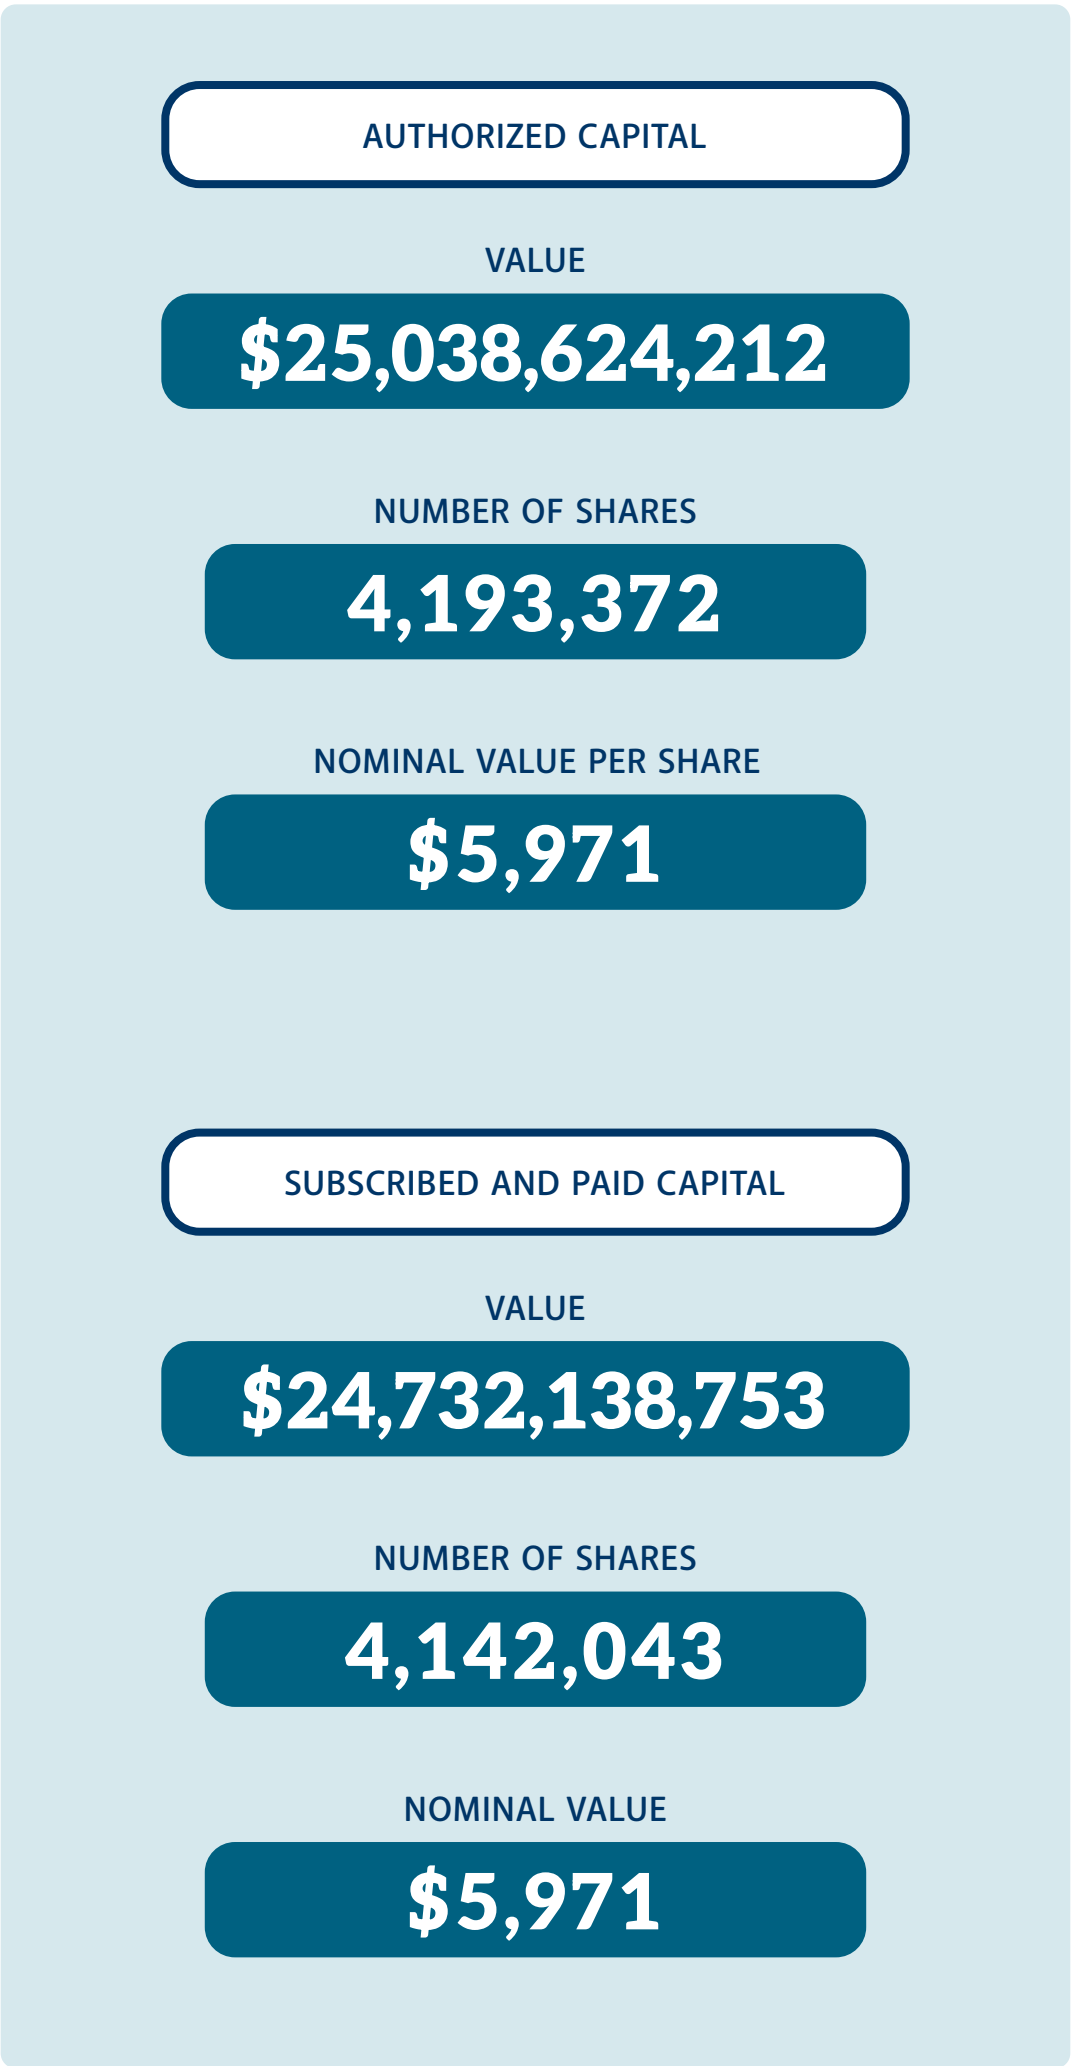 AUTHORIZED CAPITAL
VALUE
$25,038,624,212
NUMBER OF SHARES
4,193,372
NOMINAL VALUE PER SHARE
$5,971
SUBSCRIBED AND PAID CAPITAL
VALUE
$24,732,138,753
NUMBER OF SHARES
4,142,043
NOMINAL VALUE
$5,971